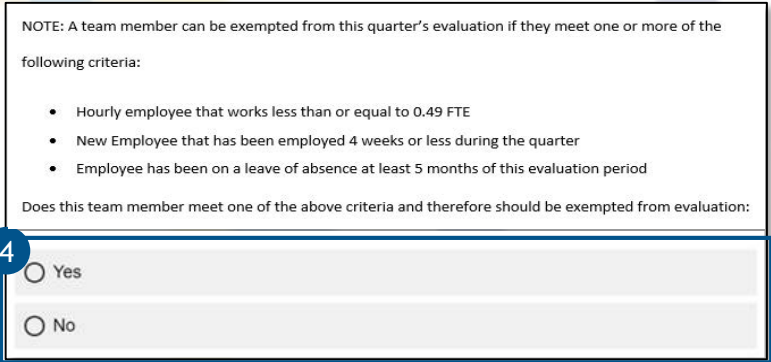 NOTE: A team member can be exempted from this quarter’s evaluation if they meet one or more of the
following criteria:
• Hourly employee that works less than or equal to 0.49 FTE
• New Employee that has been employed 4 weeks or less during the quarter
• Employee has been on a leave of absence at least 5 months of this evaluation period
Does this team member meet one of the above criteria and therefore should be exempted from evaluation:
4
Yes
No